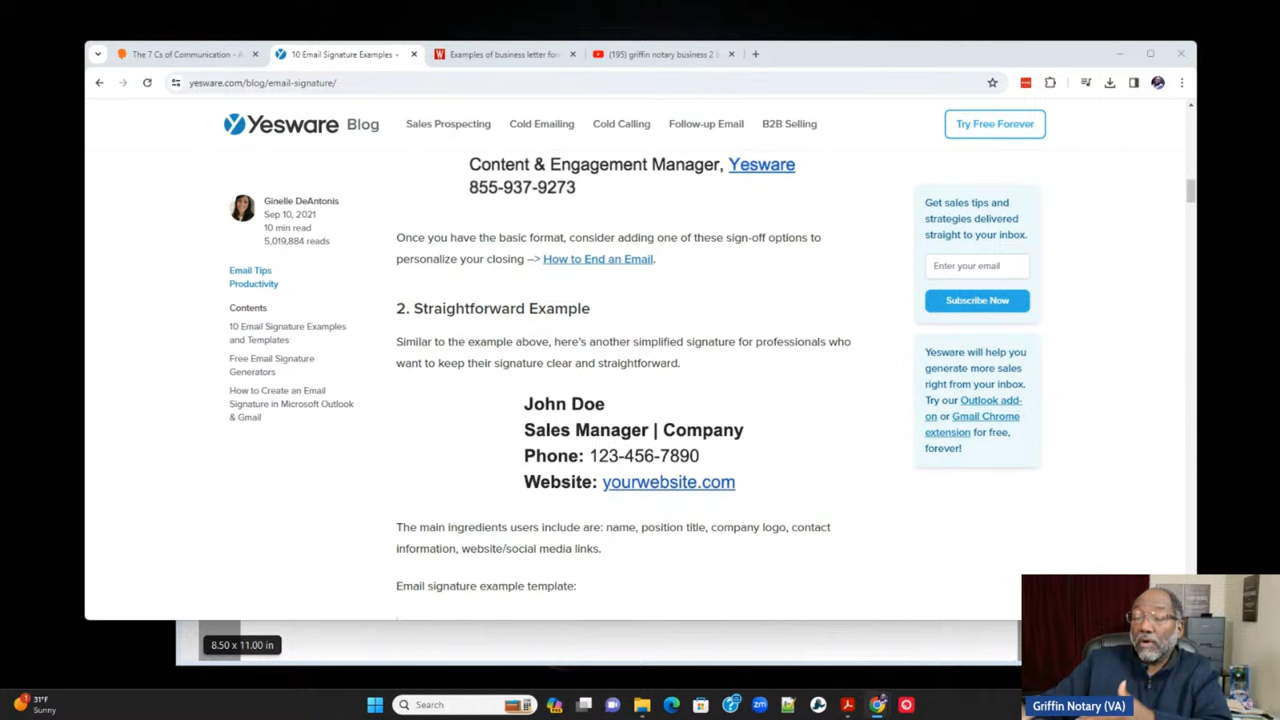 The 7 Cs of Communication - A
10 Email Signature Examples -
Examples of business letter fo
(195) griffin notary business 2
yesware.com/blog/email-signature/
Yesware Blog
Sales Prospecting
Cold Emailing
Cold Calling
Follow-up Email
B2B Selling
Try Free Forever
Content & Engagement Manager, Yesware
855-937-9273
Ginelle DeAntonis
Sep 10, 2021
10 min read
5,019,884 reads
Email Tips
Productivity
Contents
10 Email Signature Examples
and Templates
Free Email Signature
Generators
How to Create an Email
Signature in Microsoft Outlook
& Gmail
Once you have the basic format, consider adding one of these sign-off options to
personalize your closing –> How to End an Email.
2. Straightforward Example
Similar to the example above, here's another simplified signature for professionals who
want to keep their signature clear and straightforward.
John Doe
Sales Manager | Company
Phone: 123-456-7890
Website: yourwebsite.com
The main ingredients users include are: name, position title, company logo, contact
information, website/social media links.
Email signature example template:
Get sales tips and
strategies delivered
straight to your inbox.
Enter your email
Subscribe Now
Yesware will help you
generate more sales
right from your inbox.
Try our Outlook add-
on or Gmail Chrome
extension for free,
forever!
8.50 x 11.00 in
Griffin Notary (VA)
1
31°F
Sunny
Search